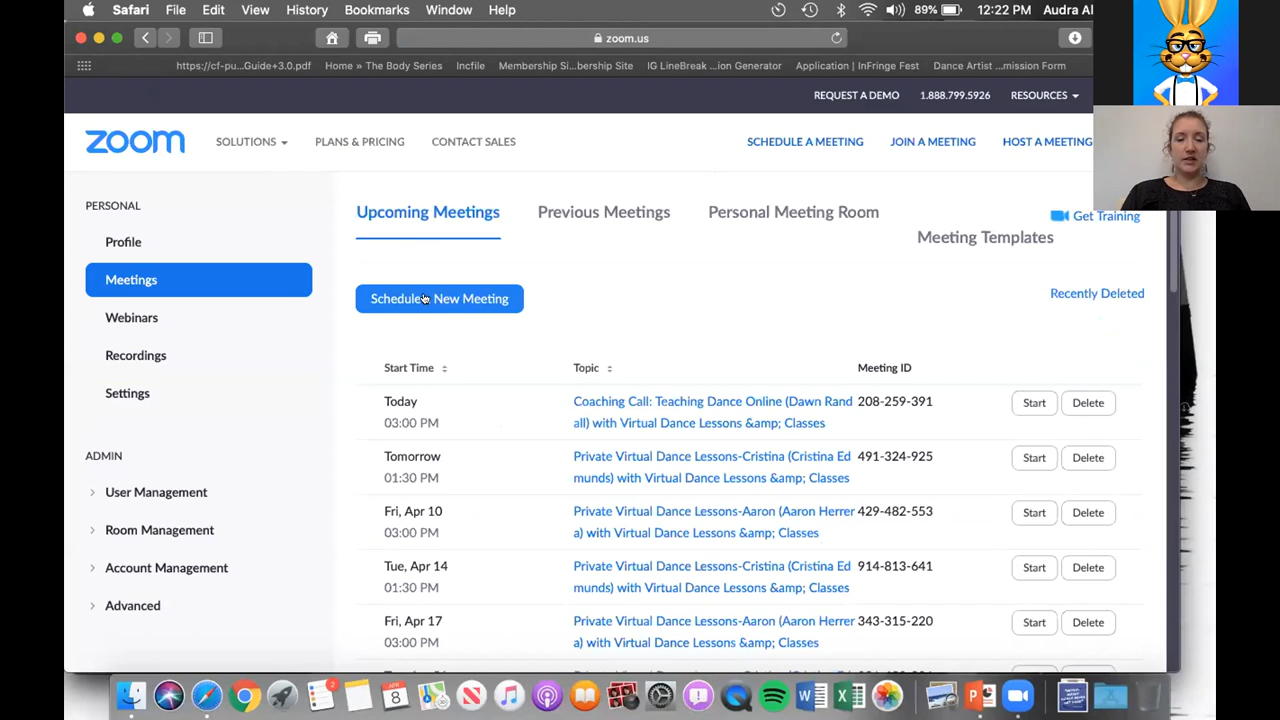 Safari File Edit View History Bookmarks Window Help 89% Wed 12:22 PM Audra Al
zoom.us
https://cf-pu...Guide+3.0.pdf Home » The Body Series Membership Si...bership Site IG LineBreak ...ion Generator Application | InFringe Fest Dance Artist ...mission Form
REQUEST A DEMO 1.888.799.5926 RESOURCES
zoom SOLUTIONS PLANS & PRICING CONTACT SALES SCHEDULE A MEETING JOIN A MEETING HOST A MEETING
PERSONAL
Profile
Meetings
Webinars
Recordings
Settings
ADMIN
User Management
Room Management
Account Management
Advanced
Upcoming Meetings Previous Meetings Personal Meeting Room
Get Training
Meeting Templates
Schedule New Meeting
Recently Deleted
Start Time Topic Meeting ID
Today Coaching Call: Teaching Dance Online (Dawn Rand 208-259-391 Start Delete
03:00 PM all) with Virtual Dance Lessons &amp; Classes
Tomorrow Private Virtual Dance Lessons-Cristina (Cristina Ed 491-324-925 Start Delete
01:30 PM munds) with Virtual Dance Lessons &amp; Classes
Fri, Apr 10 Private Virtual Dance Lessons-Aaron (Aaron Herrer 429-482-553 Start Delete
03:00 PM a) with Virtual Dance Lessons &amp; Classes
Tue, Apr 14 Private Virtual Dance Lessons-Cristina (Cristina Ed 914-813-641 Start Delete
01:30 PM munds) with Virtual Dance Lessons &amp; Classes
Fri, Apr 17 Private Virtual Dance Lessons-Aaron (Aaron Herrer 343-315-220 Start Delete
03:00 PM a) with Virtual Dance Lessons &amp; Classes
2
APR
8